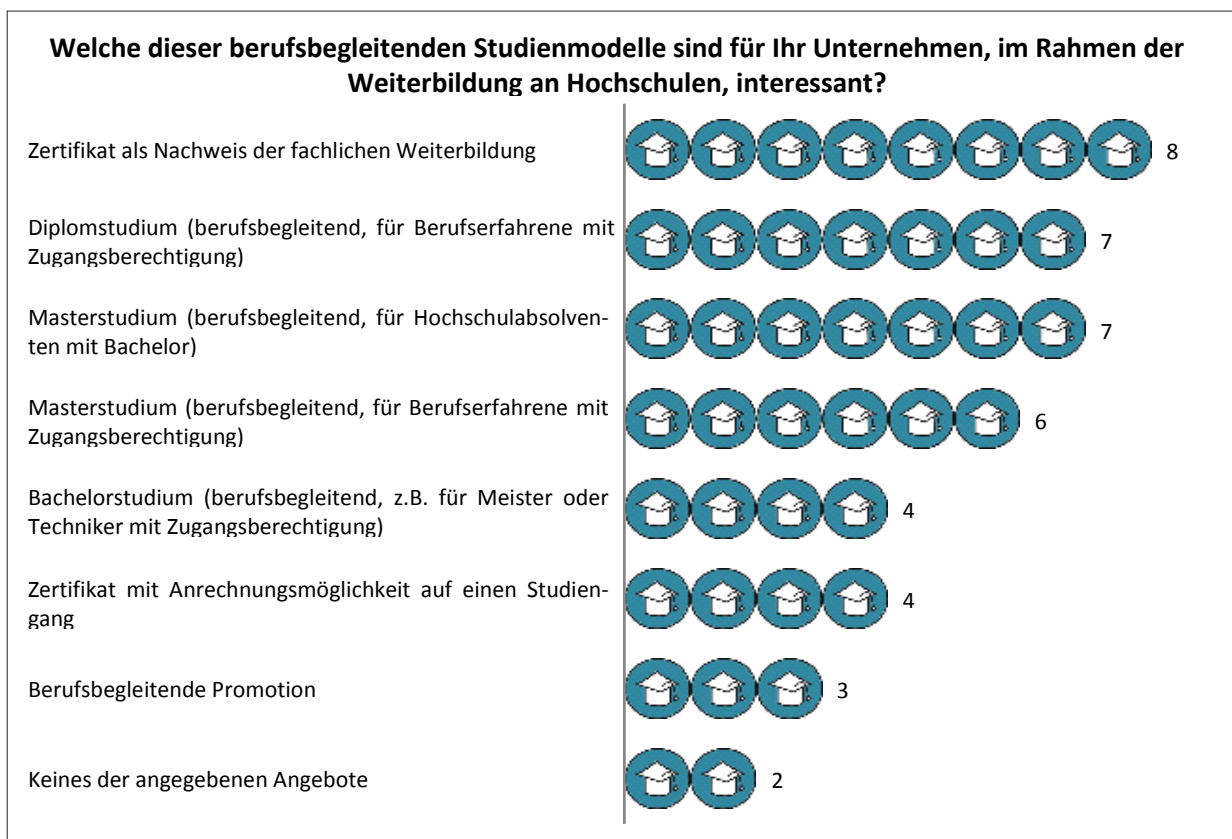 Welche dieser berufsbegleitenden Studienmodelle sind für Ihr Unternehmen, im Rahmen der
Weiterbildung an Hochschulen, interessant?
Zertifikat als Nachweis der fachlichen Weiterbildung
8
Diplomstudium (berufsbegleitend, für Berufserfahrene mit
Zugangsberechtigung)
7
Masterstudium (berufsbegleitend, für Hochschulabsolven-
ten mit Bachelor)
7
Masterstudium (berufsbegleitend, für Berufserfahrene mit
Zugangsberechtigung)
6
Bachelorstudium (berufsbegleitend, z.B. für Meister oder
Techniker mit Zugangsberechtigung)
4
Zertifikat mit Anrechnungsmöglichkeit auf einen Studien-
gang
4
Berufsbegleitende Promotion
3
Keines der angegebenen Angebote
2